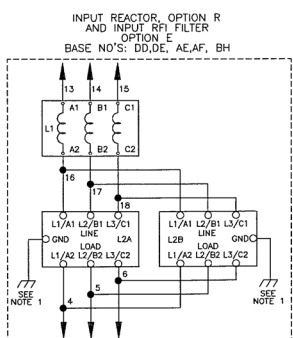 INPUT REACTOR, OPTION R
AND INPUT RFI FILTER
OPTION E
BASE NO'S: DD,DE, AE,AF, BH
13 14 15
A1 B1 C1
L1
A2 B2 C2
16
17
18
L1/A1 L2/B1 L3/C1
LINE
GND L2A
LOAD
L1/A2 L2/B2 L3/C2
L1/A1 L2/B1 L3/C1
LINE
L2B GND
LOAD
L1/A2 L2/B2 L3/C2
SEE
NOTE 1
SEE
NOTE 1
4
5
6